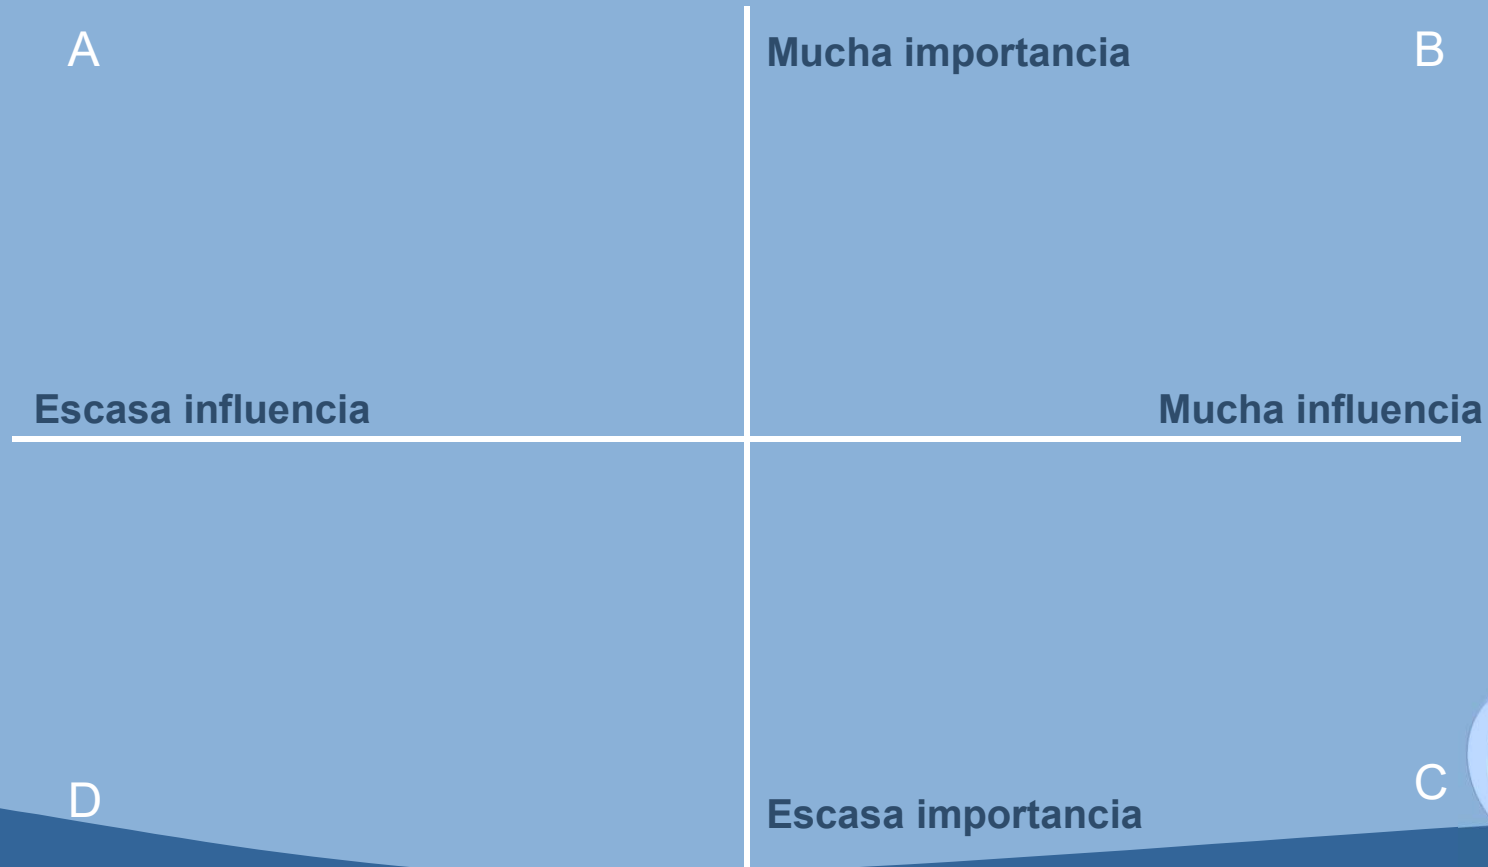 A
Mucha importancia
B
Escasa influencia
Mucha influencia
D
Escasa importancia
C